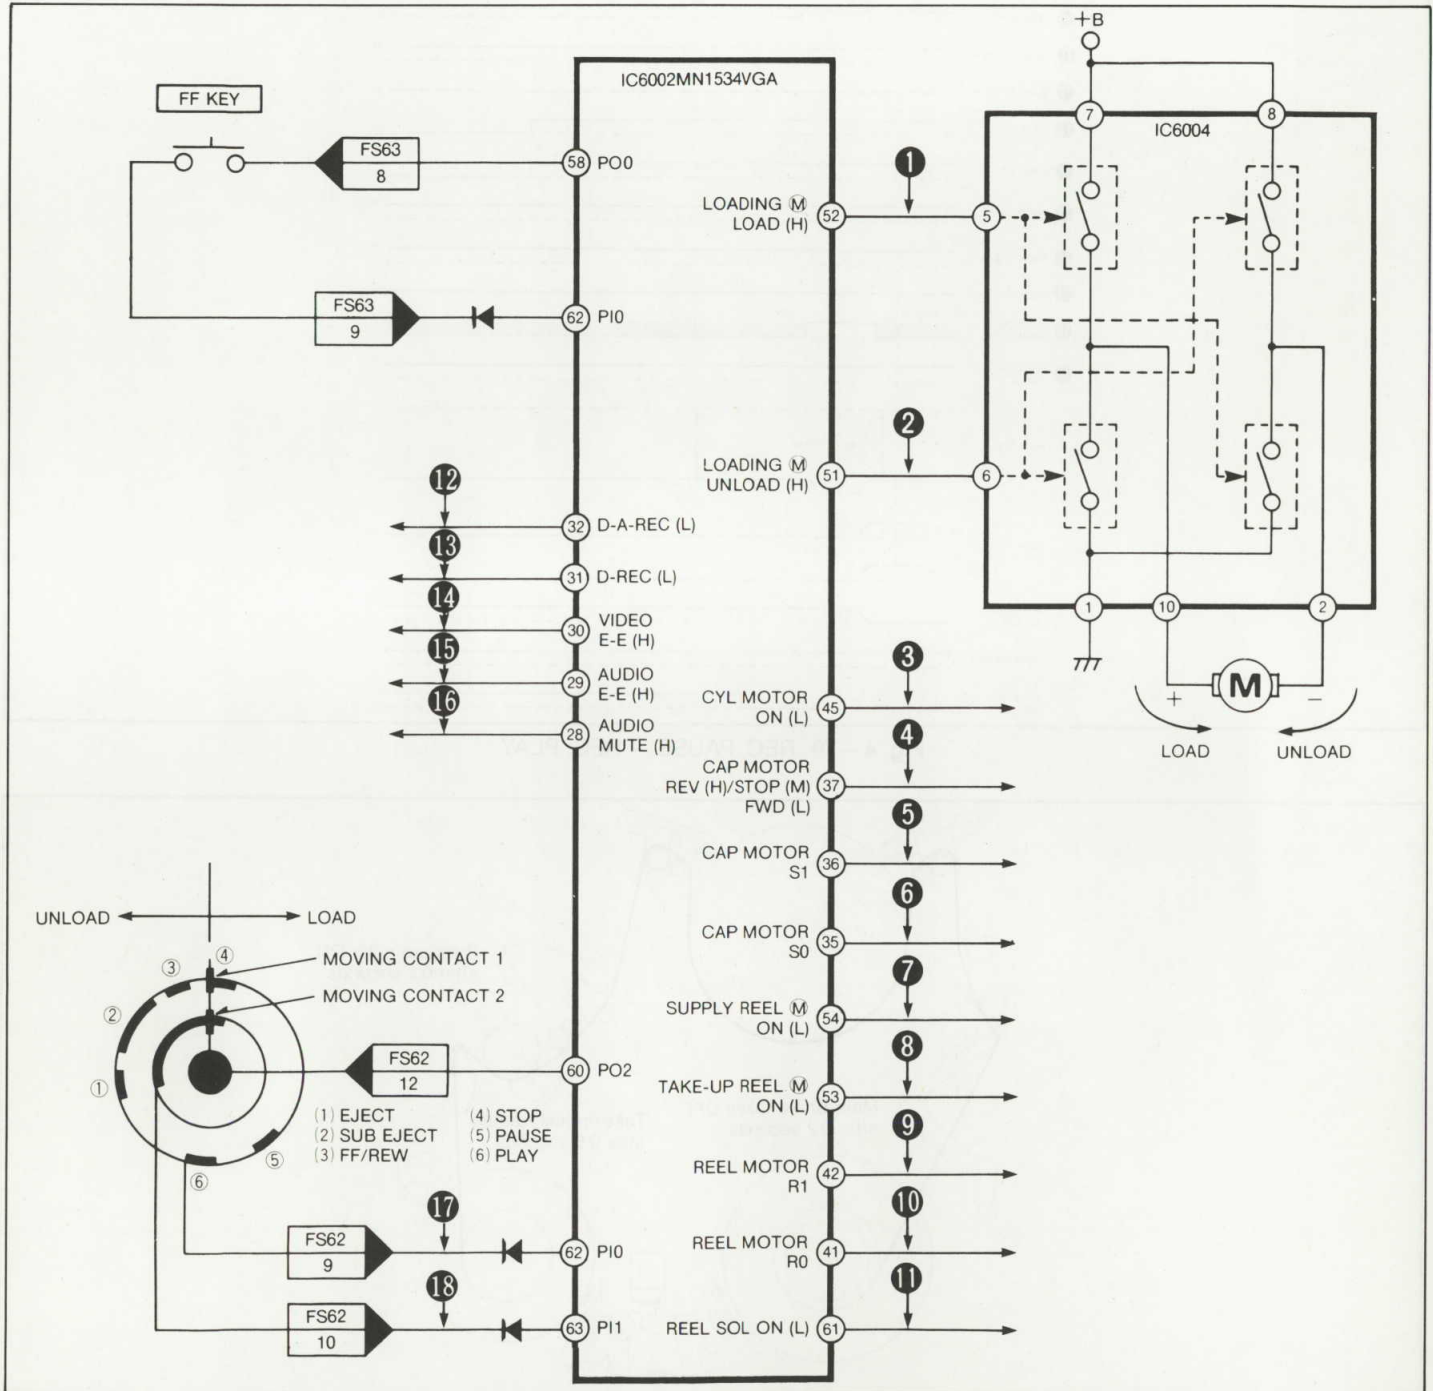 +B
IC6002MN1534VGA
FF KEY
7
8
IC6004
FS63
8
58
PO0
1
LOADING Ⓜ
LOAD (H)
52
5
FS63
9
62
PI0
2
LOADING Ⓜ
UNLOAD (H)
51
6
12
32
D-A-REC (L)
13
31
D-REC (L)
14
30
VIDEO
E-E (H)
15
29
AUDIO
E-E (H)
16
28
AUDIO
MUTE (H)
1
10
2
+
M
−
LOAD
UNLOAD
3
CYL MOTOR
ON (L)
45
4
CAP MOTOR
REV (H)/STOP (M)
FWD (L)
37
5
CAP MOTOR
S1
36
6
CAP MOTOR
S0
35
7
SUPPLY REEL Ⓜ
ON (L)
54
8
TAKE-UP REEL Ⓜ
ON (L)
53
9
REEL MOTOR
R1
42
10
REEL MOTOR
R0
41
11
REEL SOL ON (L)
61
UNLOAD
LOAD
④
MOVING CONTACT 1
③
MOVING CONTACT 2
②
①
⑤
⑥
FS62
12
60
PO2
(1) EJECT
(2) SUB EJECT
(3) FF/REW
(4) STOP
(5) PAUSE
(6) PLAY
17
FS62
9
62
PI0
18
FS62
10
63
PI1